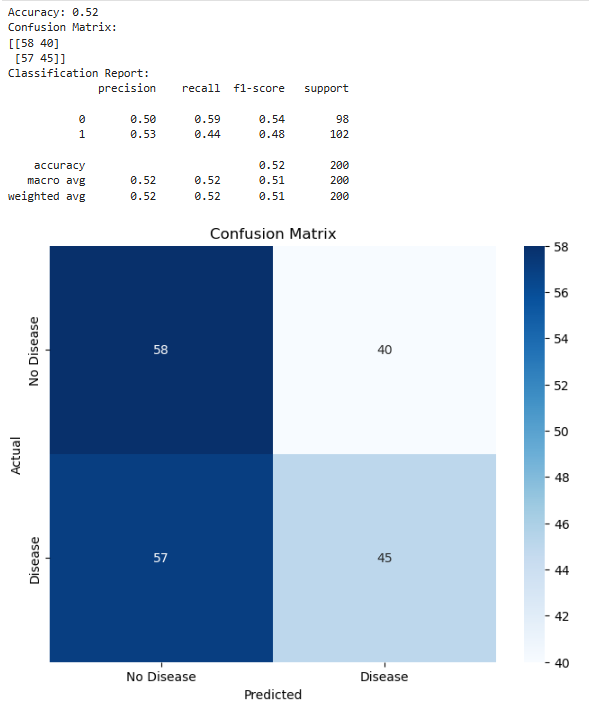 Accuracy: 0.52
Confusion Matrix:
[[58 40]
 [57 45]]
Classification Report:
              precision    recall  f1-score   support

           0       0.50      0.59      0.54        98
           1       0.53      0.44      0.48       102

    accuracy                           0.52       200
   macro avg       0.52      0.52      0.51       200
weighted avg       0.52      0.52      0.51       200
Confusion Matrix
58
40
57
45
No Disease
Disease
Actual
No Disease
Disease
Predicted
58
56
54
52
50
48
46
44
42
40